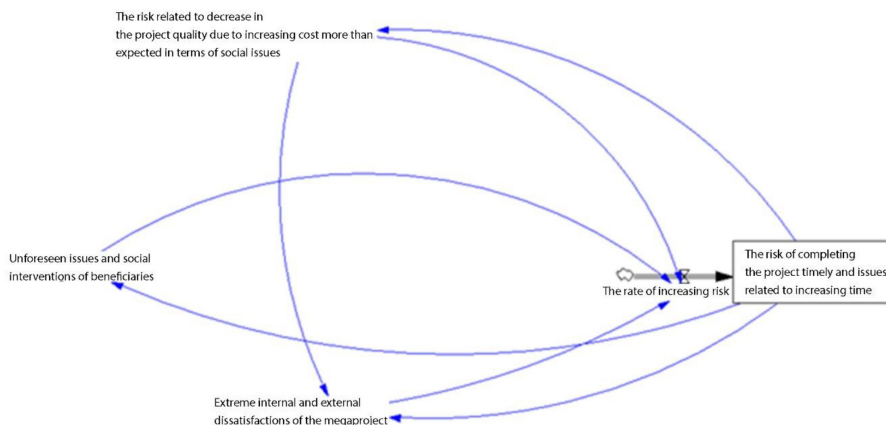 The risk related to decrease in
the project quality due to increasing cost more than
expected in terms of social issues
Unforeseen issues and social
interventions of beneficiaries
The rate of increasing risk
The risk of completing
the project timely and issues
related to increasing time
Extreme internal and external
dissatisfactions of the megaproject